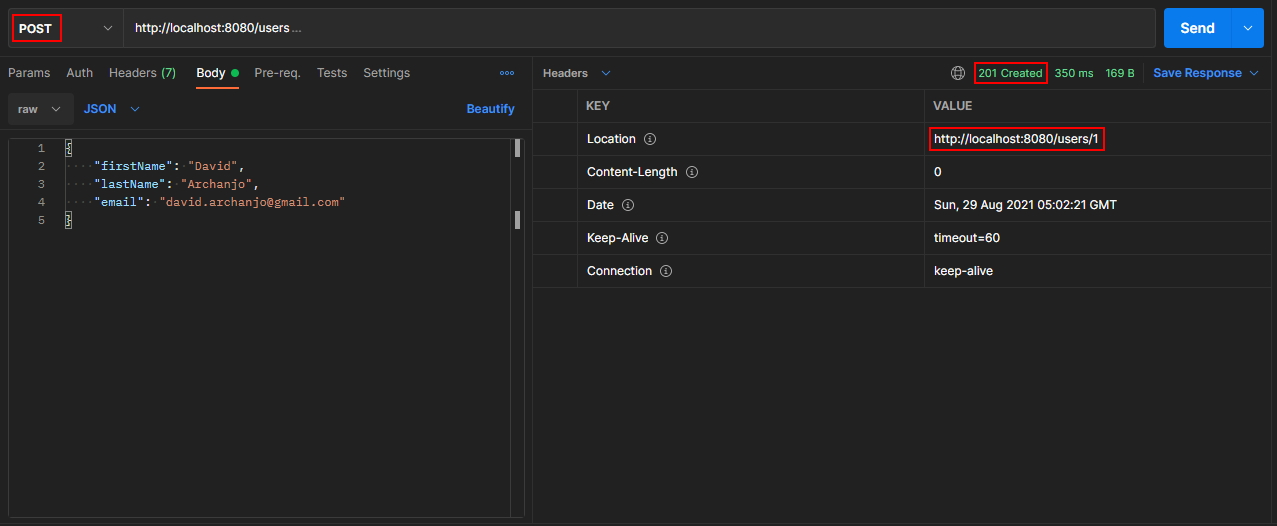 POST http://localhost:8080/users ... Send
Params Auth Headers (7) Body Pre-req. Tests Settings
raw JSON Beautify
1 {
2 ····"firstName": "David",
3 ····"lastName": "Archanjo",
4 ····"email": "david.archanjo@gmail.com"
5 }
Headers 201 Created 350 ms 169 B Save Response
KEY VALUE
Location http://localhost:8080/users/1
Content-Length 0
Date Sun, 29 Aug 2021 05:02:21 GMT
Keep-Alive timeout=60
Connection keep-alive